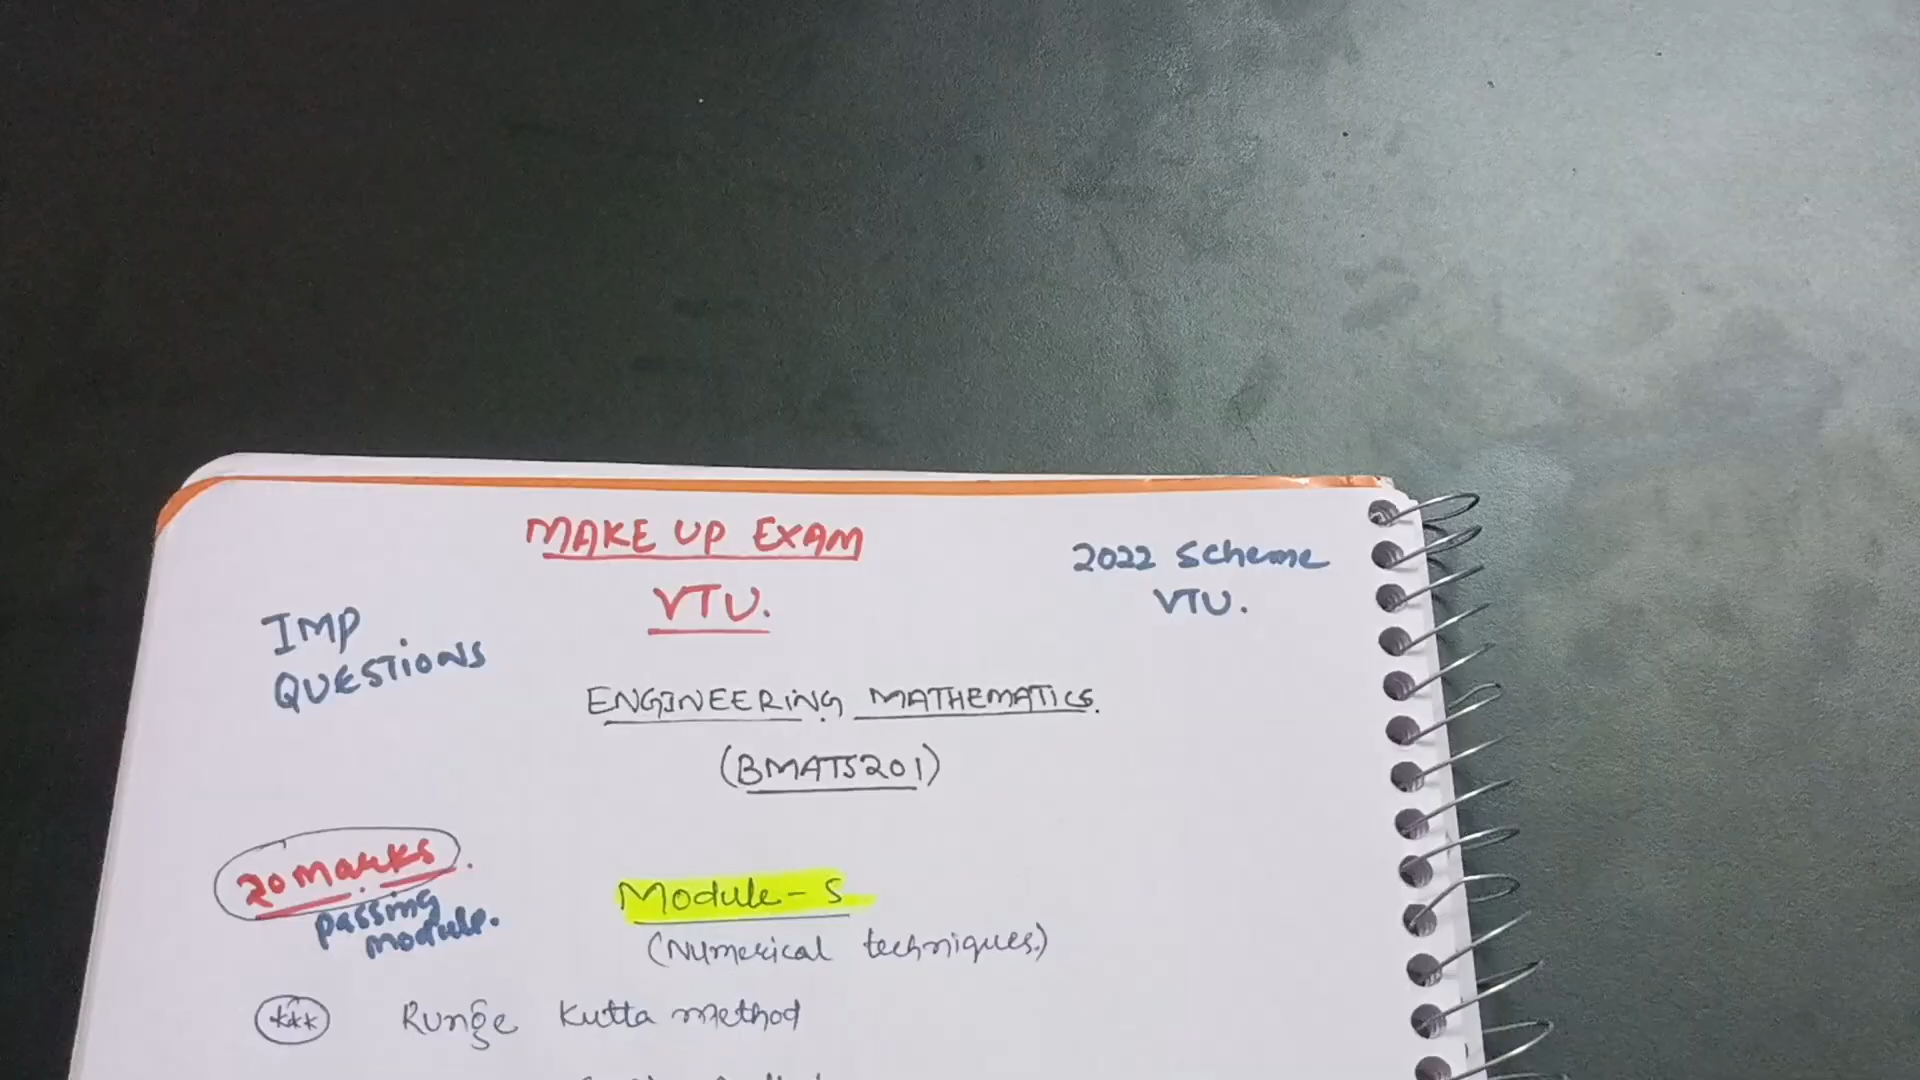 MAKE UP EXAM
VTU.
2022 Scheme
VTU.
IMP
QUESTIONS
ENGINEERING MATHEMATICS.
(BMATS201)
20 marks.
passing
module.
Module - 5
(Numerical techniques)
*** Runge Kutta method